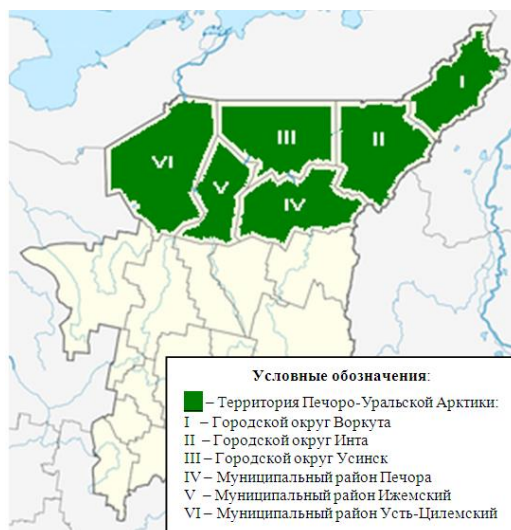 I
II
III
VI
V
IV
Условные обозначения:
– Территория Печоро-Уральской Арктики:
I – Городской округ Воркута
II – Городской округ Инта
III – Городской округ Усинск
IV – Муниципальный район Печора
V – Муниципальный район Ижемский
VI – Муниципальный район Усть-Цилемский